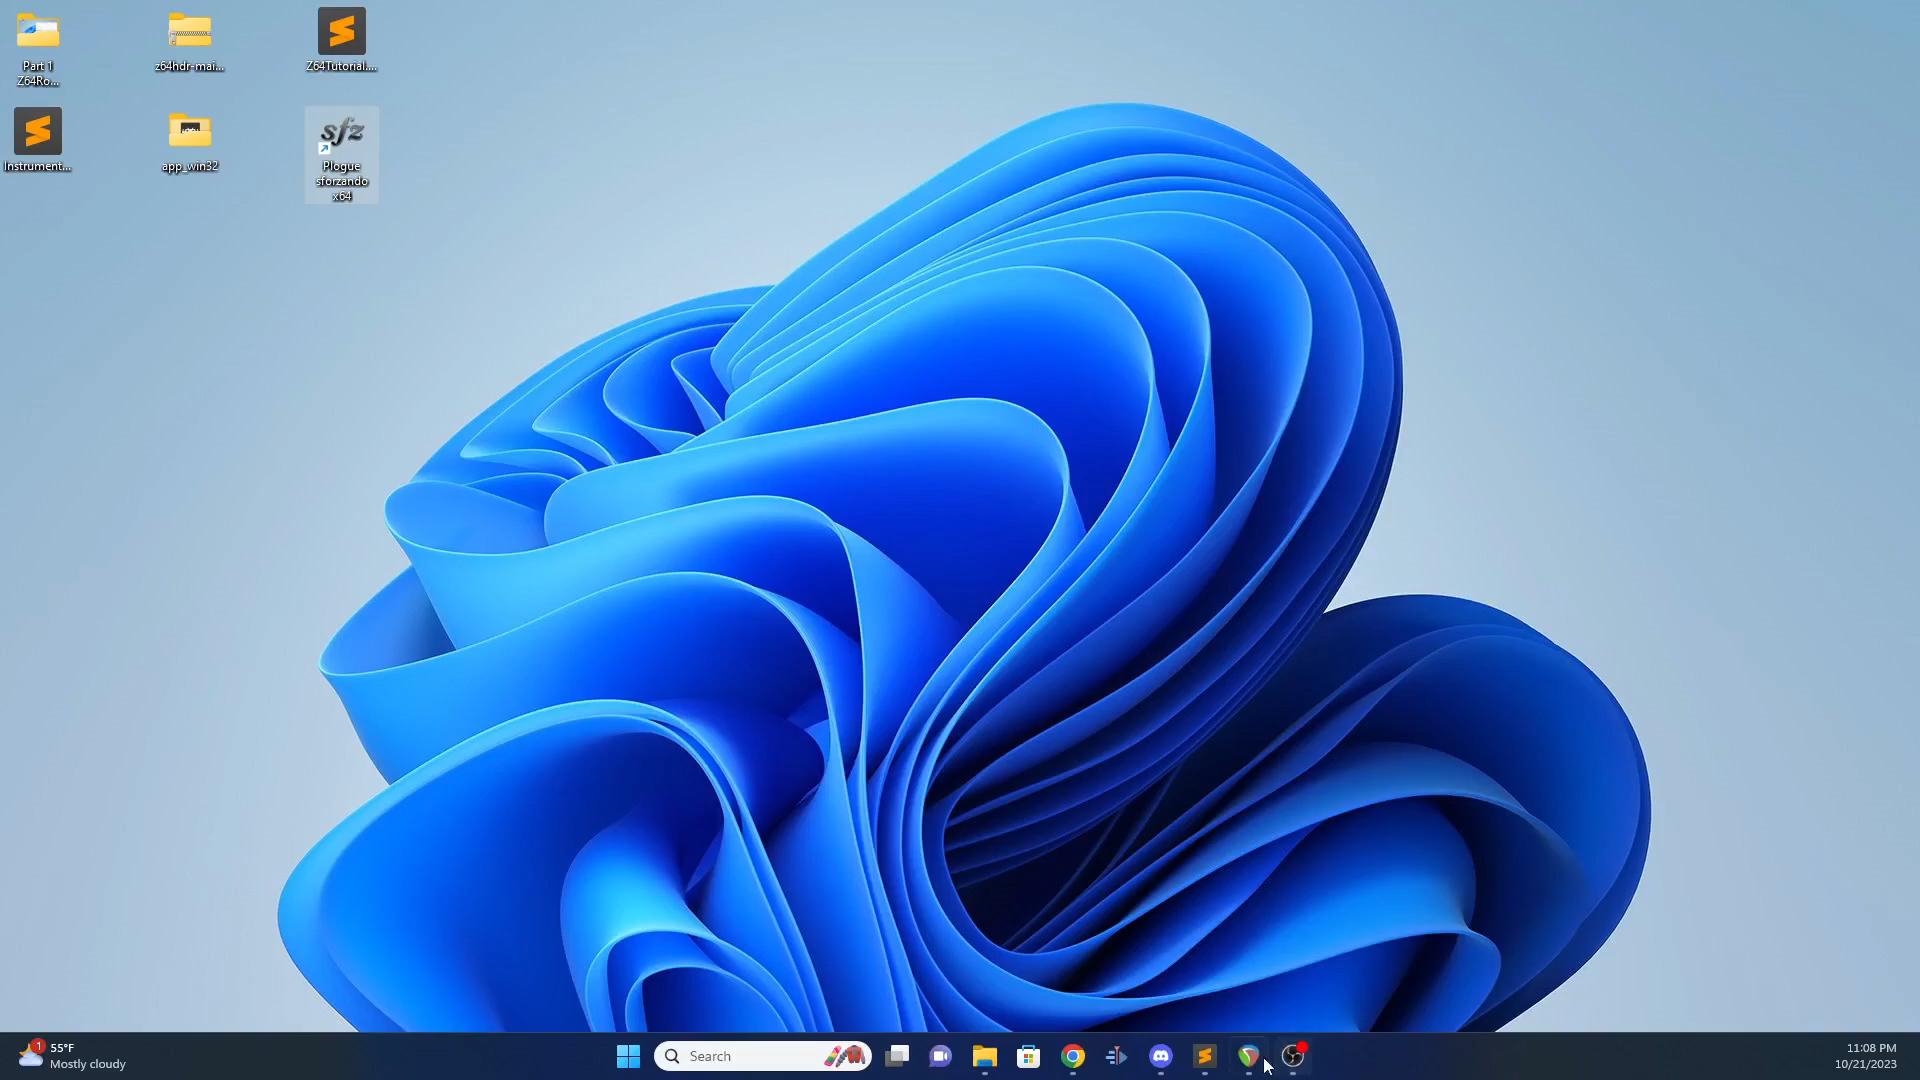 Part 1
Z64Ro...
z64hdr-mai...
Z64Tutorial....
Instrument...
app_win32
sfz
Plogue
sforzando
x64
1
55°F
Mostly cloudy
Search
11:08 PM
10/21/2023